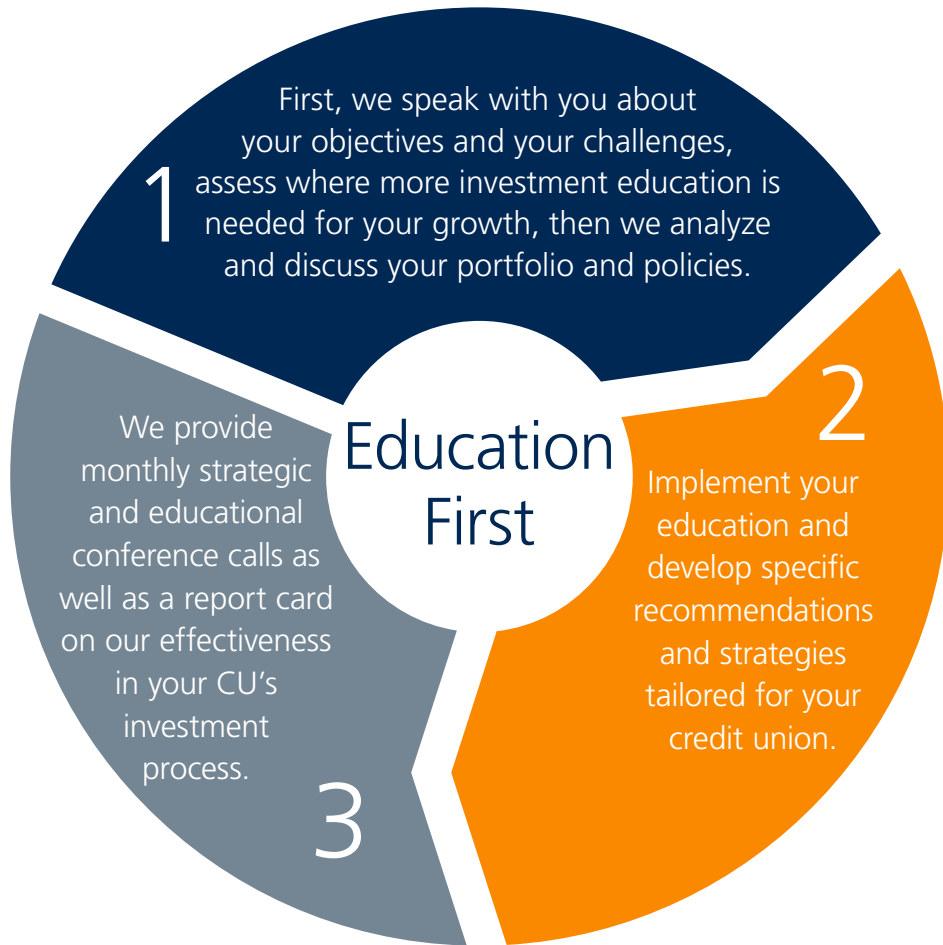 1
First, we speak with you about
your objectives and your challenges,
assess where more investment education is
needed for your growth, then we analyze
and discuss your portfolio and policies.
Education
First
2
Implement your
education and
develop specific
recommendations
and strategies
tailored for your
credit union.
We provide
monthly strategic
and educational
conference calls as
well as a report card
on our effectiveness
in your CU's
investment
process.
3